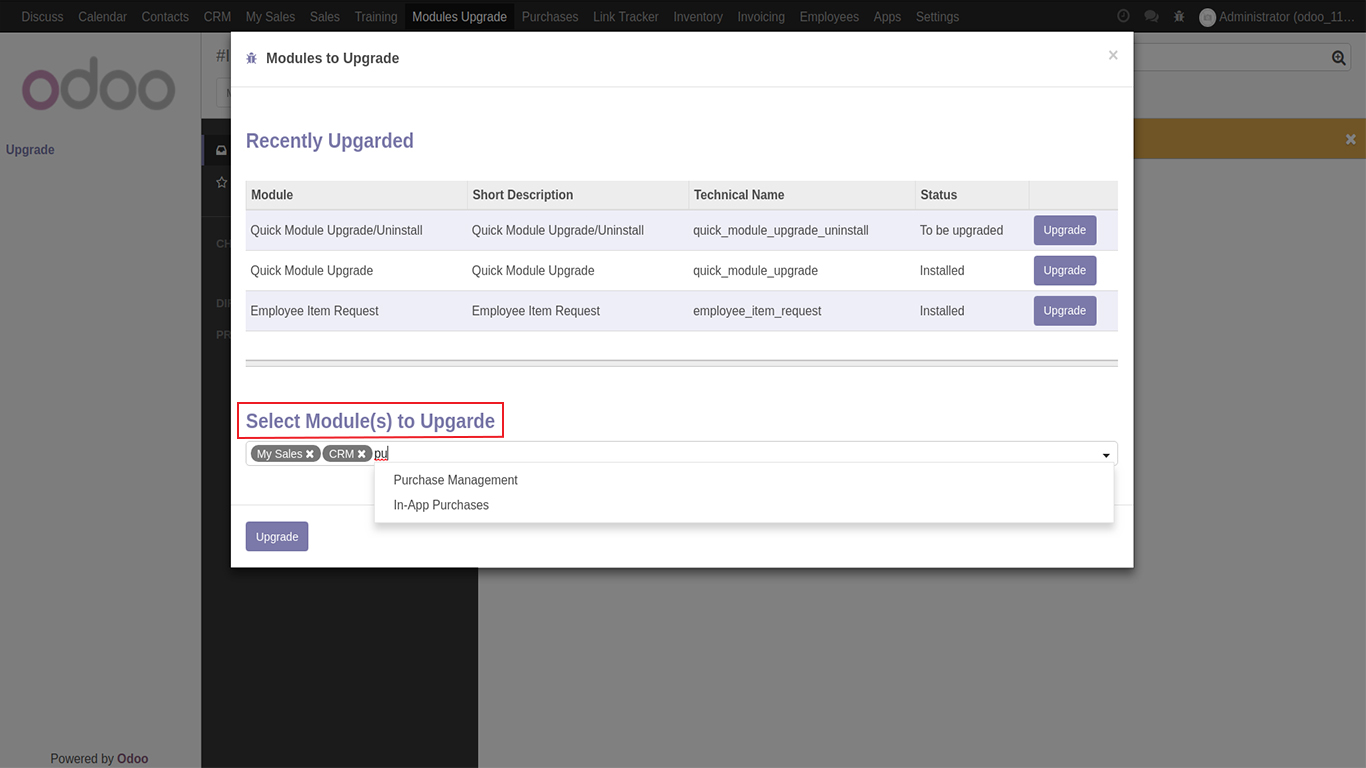 Discuss Calendar Contacts CRM My Sales Sales Training Modules Upgrade Purchases Link Tracker Inventory Invoicing Employees Apps Settings Administrator (odoo_11...
odoo
Upgrade
Powered by Odoo
#I
M
CH
DI
PR
Modules to Upgrade ×
Recently Upgarded
Module Short Description Technical Name Status
Quick Module Upgrade/Uninstall Quick Module Upgrade/Uninstall quick_module_upgrade_uninstall To be upgraded Upgrade
Quick Module Upgrade Quick Module Upgrade quick_module_upgrade Installed Upgrade
Employee Item Request Employee Item Request employee_item_request Installed Upgrade
Select Module(s) to Upgarde
My Sales × CRM × pu
Purchase Management
In-App Purchases
Upgrade